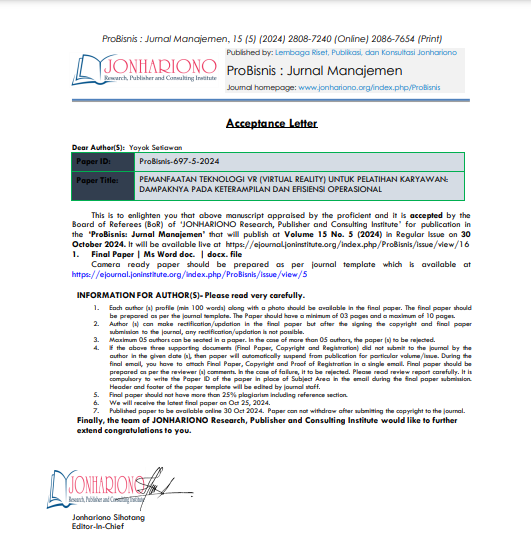 ProBisnis : Jurnal Manajemen, 15 (5) (2024) 2808-7240 (Online) 2086-7654 (Print)
JONHARIONO
Research, Publisher and Consulting Institute
Published by: Lembaga Riset, Publikasi, dan Konsultasi Jonhariono
ProBisnis : Jurnal Manajemen
Journal homepage: www.jonhariono.org/index.php/ProBisnis
Acceptance Letter
Dear Author(S): Yayok Setiawan
Paper ID: ProBisnis-697-5-2024
Paper Title: PEMANFAATAN TEKNOLOGI VR (VIRTUAL REALITY) UNTUK PELATIHAN KARYAWAN:
DAMPAKNYA PADA KETERAMPILAN DAN EFISIENSI OPERASIONAL
This is to enlighten you that above manuscript appraised by the proficient and it is accepted by the
Board of Referees (BoR) of 'JONHARIONO Research, Publisher and Consulting Institute' for publication in
the 'ProBisnis: Jurnal Manajemen' that will publish at Volume 15 No. 5 (2024) in Regular Issue on 30
October 2024. It will be available live at https://ejournal.joninstitute.org/index.php/ProBisnis/issue/view/16
1. Final Paper | Ms Word doc. | docx. file
Camera ready paper should be prepared as per journal template which is available at
https://ejournal.joninstitute.org/index.php/ProBisnis/issue/view/5
INFORMATION FOR AUTHOR(S)- Please read very carefully.
1. Each author (s) profile (min 100 words) along with a photo should be available in the final paper. The final paper should
be prepared as per the journal template. The Paper should have a minimum of 03 pages and a maximum of 10 pages.
2. Author (s) can make rectification/updation in the final paper but after the signing the copyright and final paper
submission to the journal, any rectification/updation is not possible.
3. Maximum 05 authors can be seated in a paper. In the case of more than 05 authors, the paper (s) to be rejected.
4. If the above three supporting documents (Final Paper, Copyright and Registration) did not submit to the journal by the
author in the given date (s), then paper will automatically suspend from publication for particular volume/issue. During the
final email, you have to attach Final Paper, Copyright and Proof of Registration in a single email. Final paper should be
prepared as per the reviewer (s) comments. In the case of failure, it to be rejected. Please read review report carefully. It is
compulsory to write the Paper ID of the paper in place of Subject Area in the email during the final paper submission.
Header and footer of the paper template will be edited by journal staff.
5. Final paper should not have more than 25% plagiarism including reference section.
6. We will receive the latest final paper on Oct 25, 2024.
7. Published paper to be available online 30 Oct 2024. Paper can not withdraw after submitting the copyright to the journal.
Finally, the team of JONHARIONO Research, Publisher and Consulting Institute would like to further
extend congratulations to you.
JONHARIONO
Research, Publisher and Consulting Institute
Jonhariono Sihotang
Editor-In-Chief